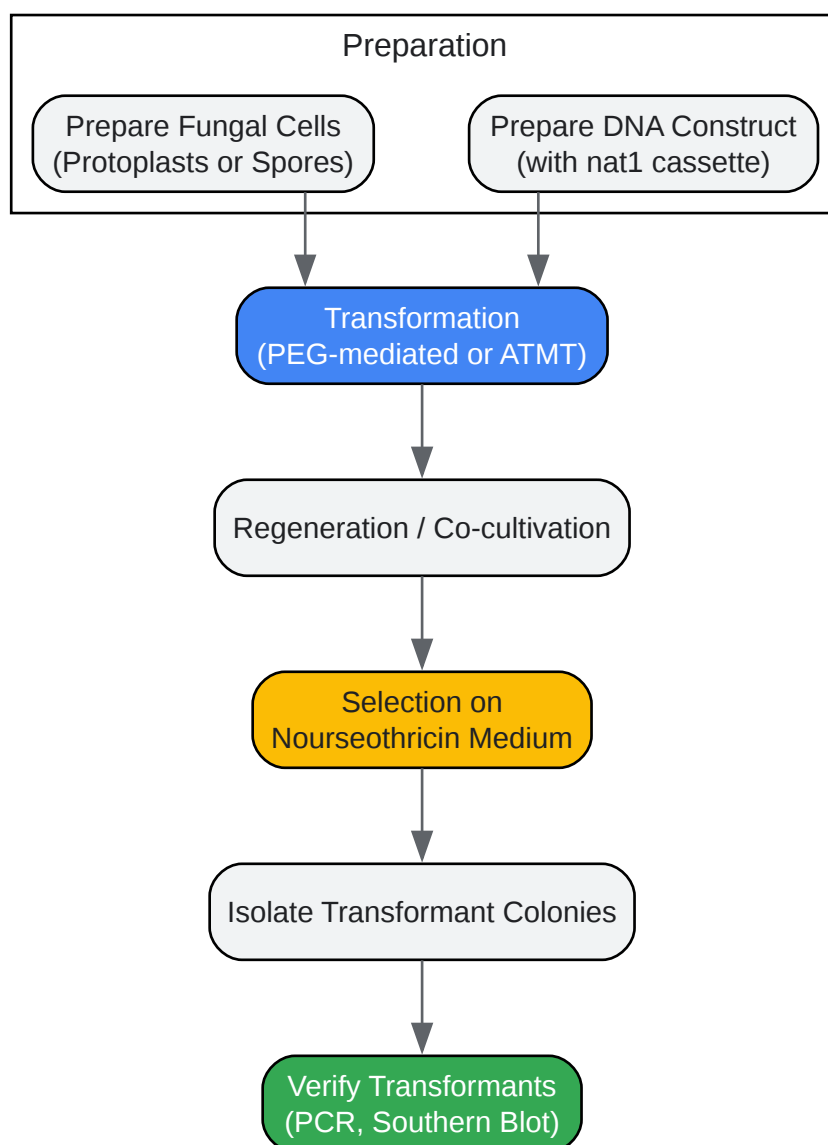 Preparation
Prepare Fungal Cells
(Protoplasts or Spores)
Prepare DNA Construct
(with nat1 cassette)
Transformation
(PEG-mediated or ATMT)
Regeneration / Co-cultivation
Selection on
Nourseothricin Medium
Isolate Transformant Colonies
Verify Transformants
(PCR, Southern Blot)